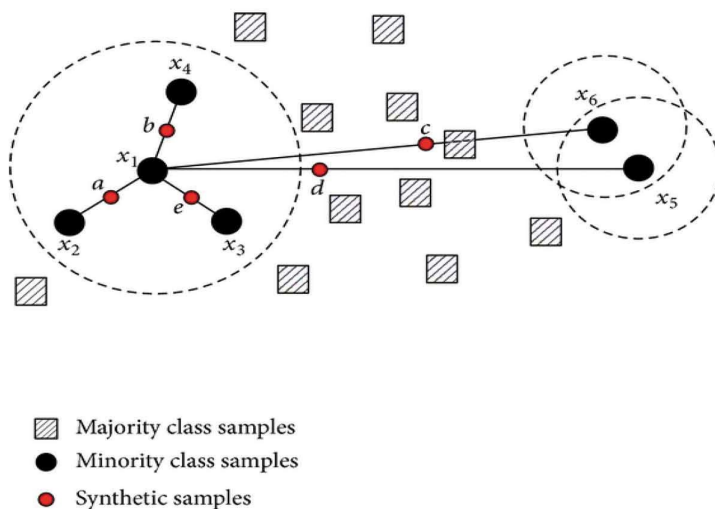 x4
x6
b
c
x1
a
d
e
x5
x2
x3
Majority class samples
Minority class samples
Synthetic samples